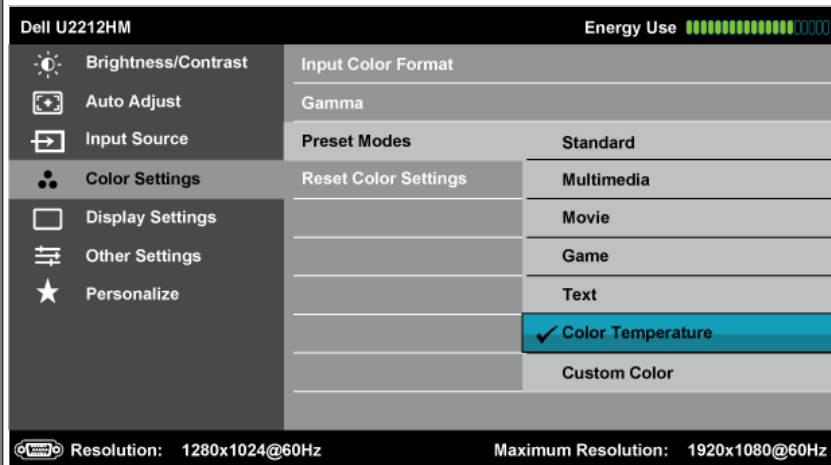 Dell U2212HM Energy Use
Brightness/Contrast Input Color Format
Auto Adjust Gamma
Input Source Preset Modes Standard
Color Settings Reset Color Settings Multimedia
Display Settings Movie
Other Settings Game
Personalize Text
Color Temperature
Custom Color
Resolution: 1280x1024@60Hz Maximum Resolution: 1920x1080@60Hz